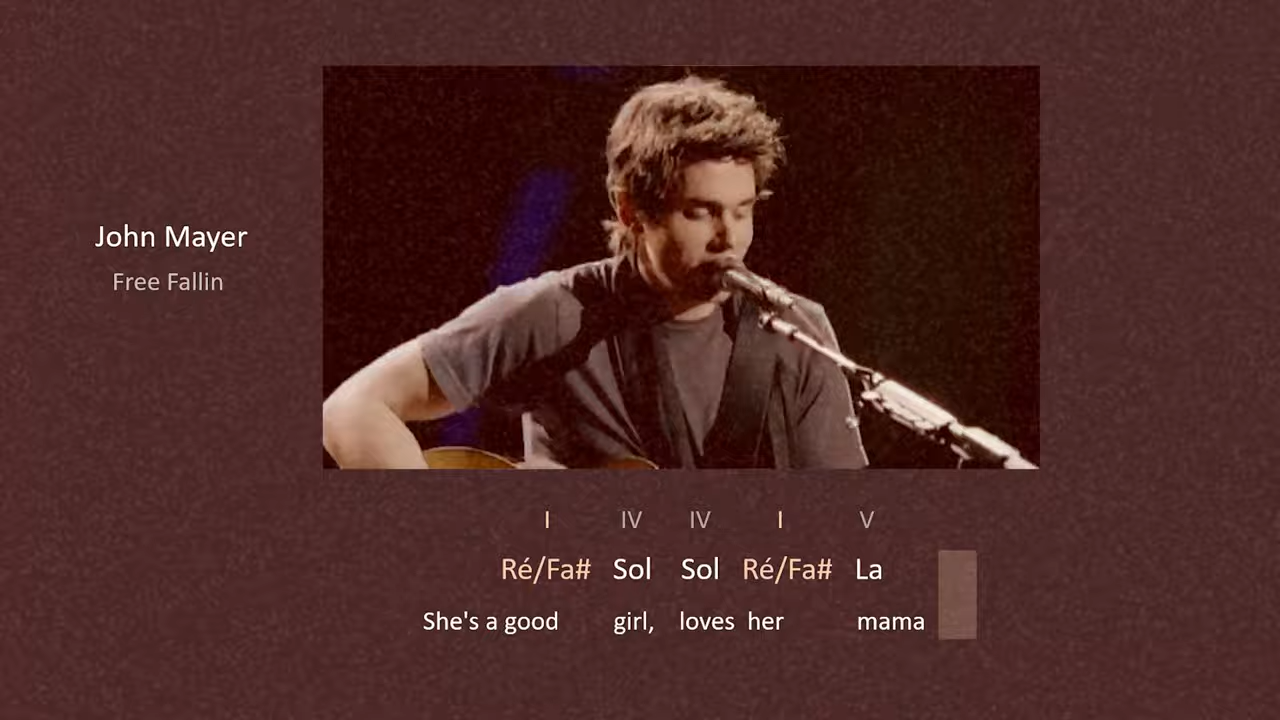 John Mayer
Free Fallin
I IV IV I V
Ré/Fa# Sol Sol Ré/Fa# La
She's a good girl, loves her mama